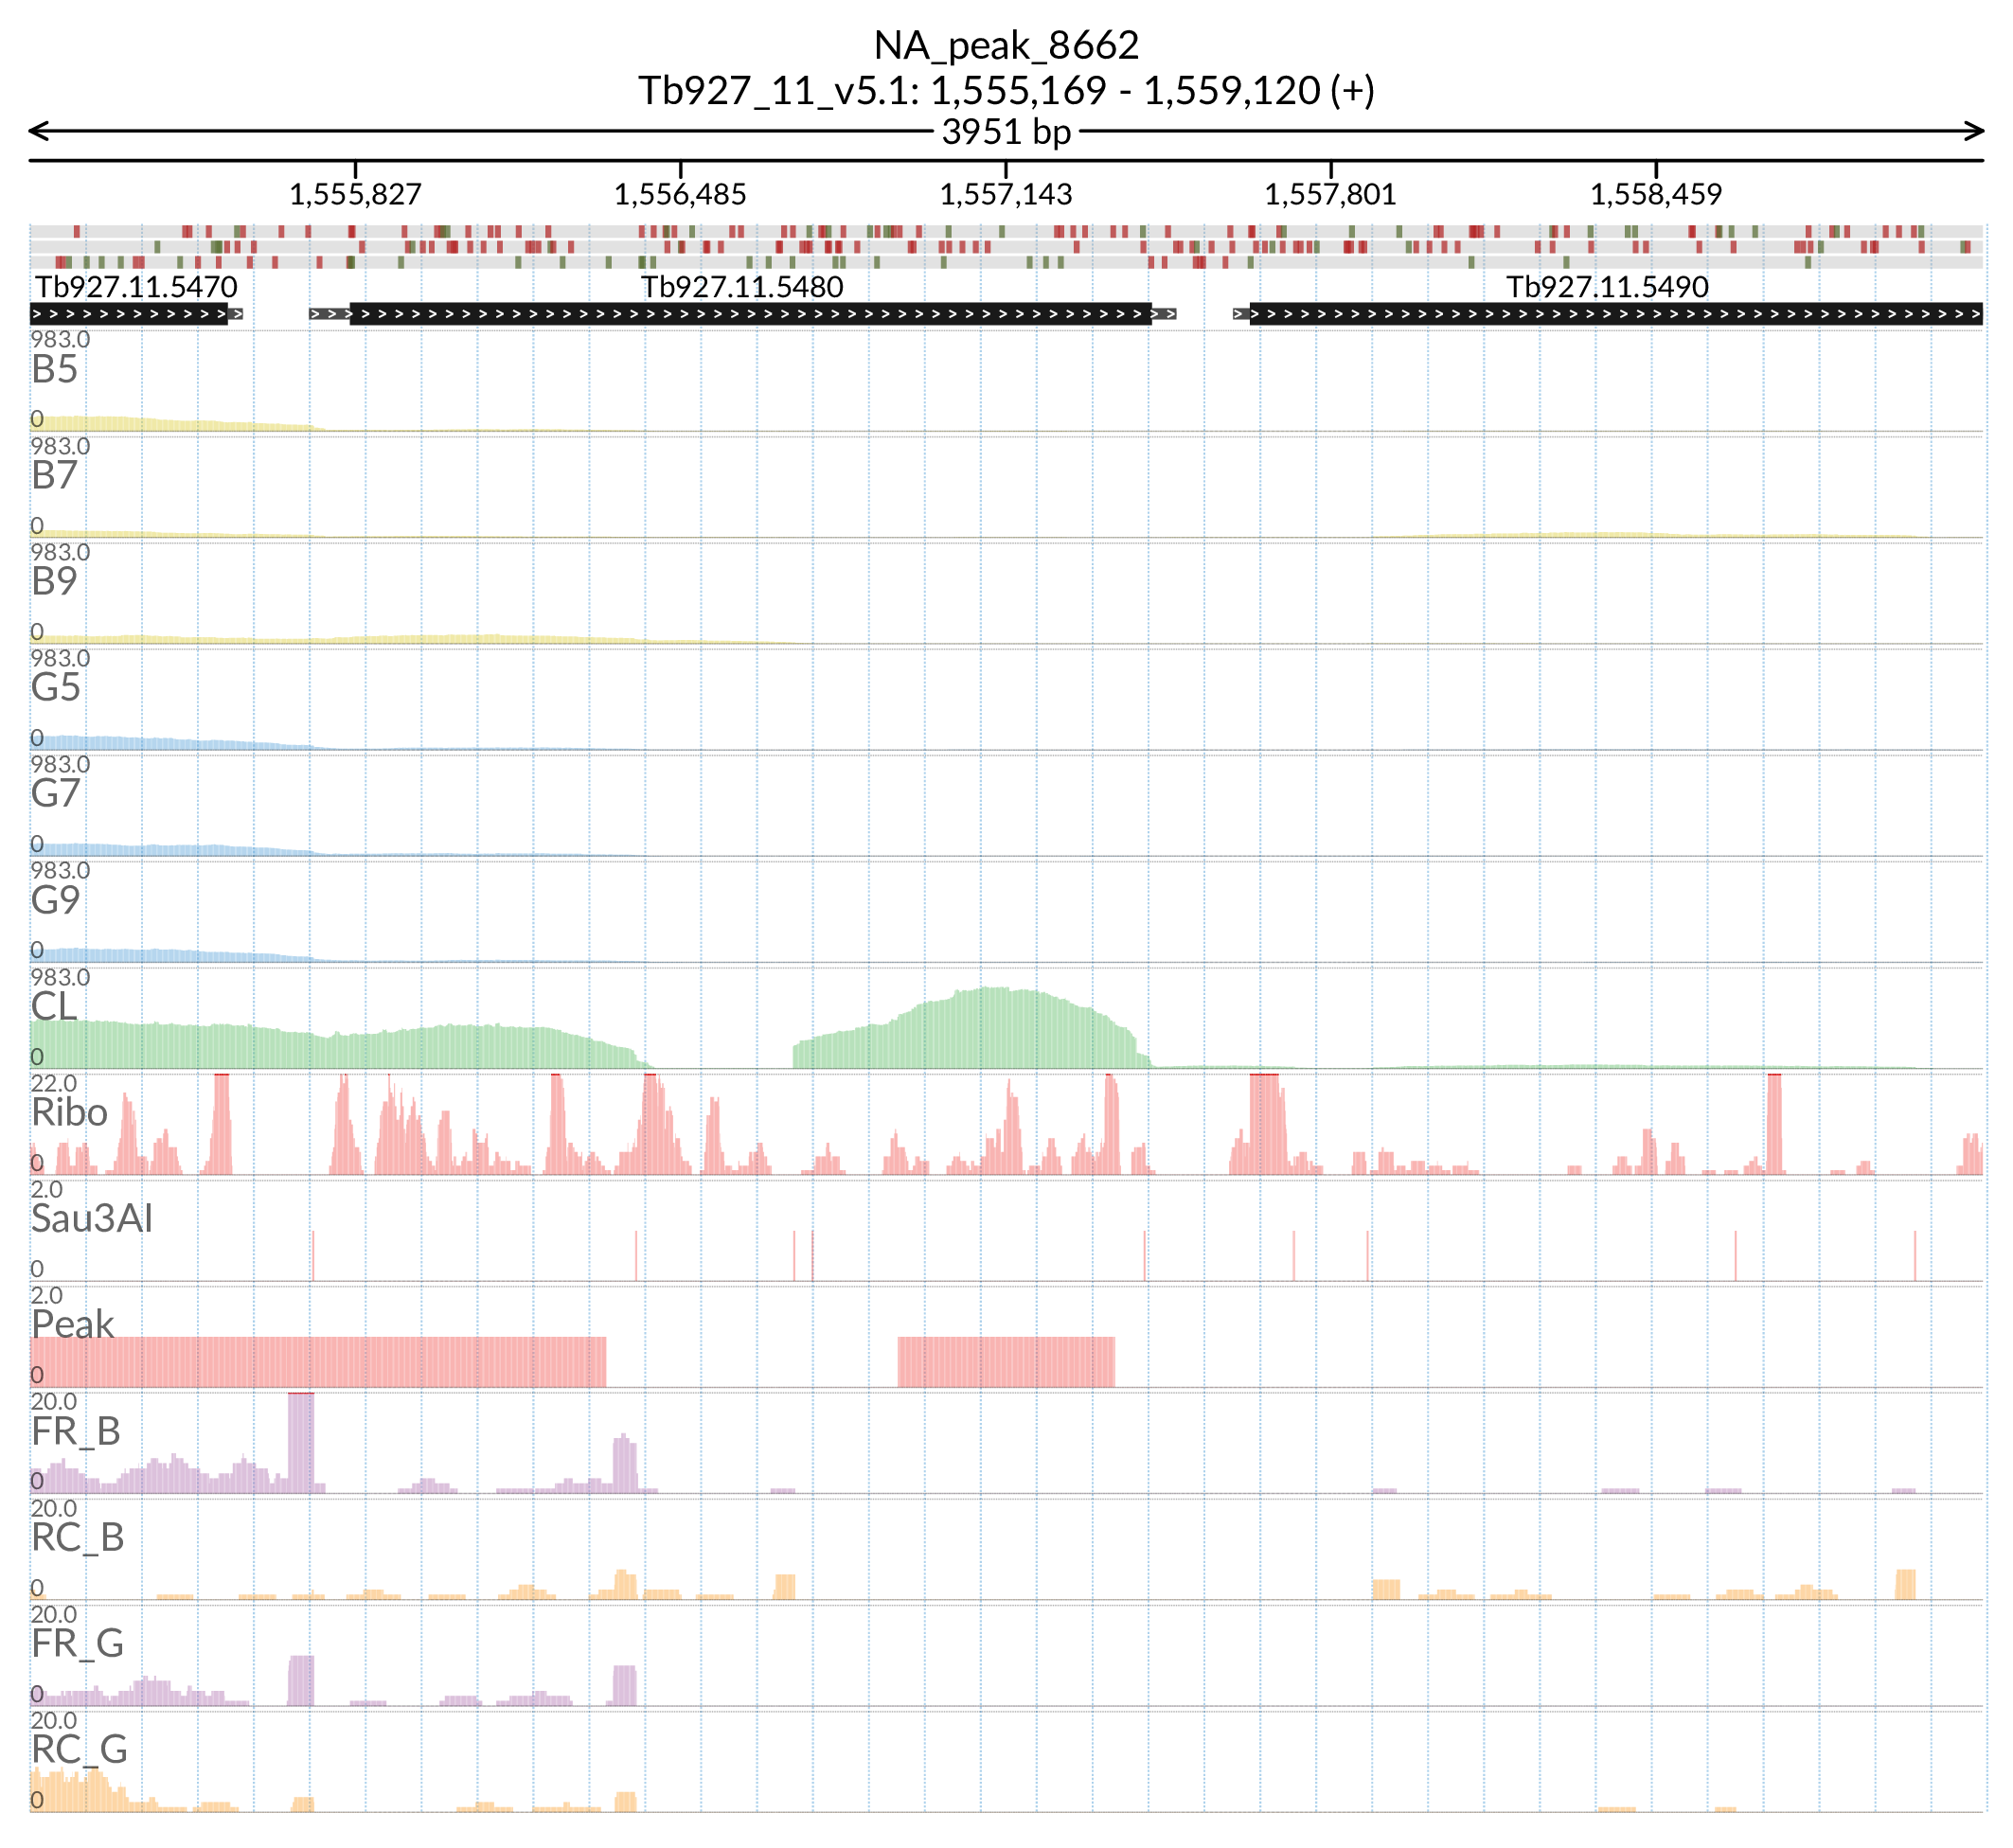 NA_peak_8662
Tb927_11_v5.1: 1,555,169 - 1,559,120 (+)
3951 bp
1,555,827 1,556,485 1,557,143 1,557,801 1,558,459
Tb927.11.5470 Tb927.11.5480 Tb927.11.5490
983.0
B5
0
983.0
B7
0
983.0
B9
0
983.0
G5
0
983.0
G7
0
983.0
G9
0
983.0
CL
0
22.0
Ribo
0
2.0
Sau3AI
0
2.0
Peak
0
20.0
FR_B
0
20.0
RC_B
0
20.0
FR_G
0
20.0
RC_G
0